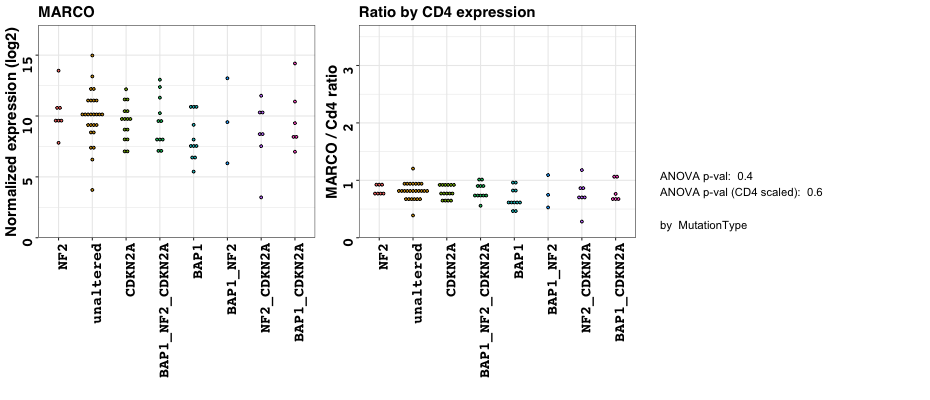 MARCO
Normalized expression (log2)
15
10
5
0
NF2
unaltered
CDKN2A
BAP1_NF2_CDKN2A
BAP1
BAP1_NF2
NF2_CDKN2A
BAP1_CDKN2A
Ratio by CD4 expression
MARCO / Cd4 ratio
3
2
1
0
NF2
unaltered
CDKN2A
BAP1_NF2_CDKN2A
BAP1
BAP1_NF2
NF2_CDKN2A
BAP1_CDKN2A
ANOVA p-val: 0.4
ANOVA p-val (CD4 scaled): 0.6
by MutationType